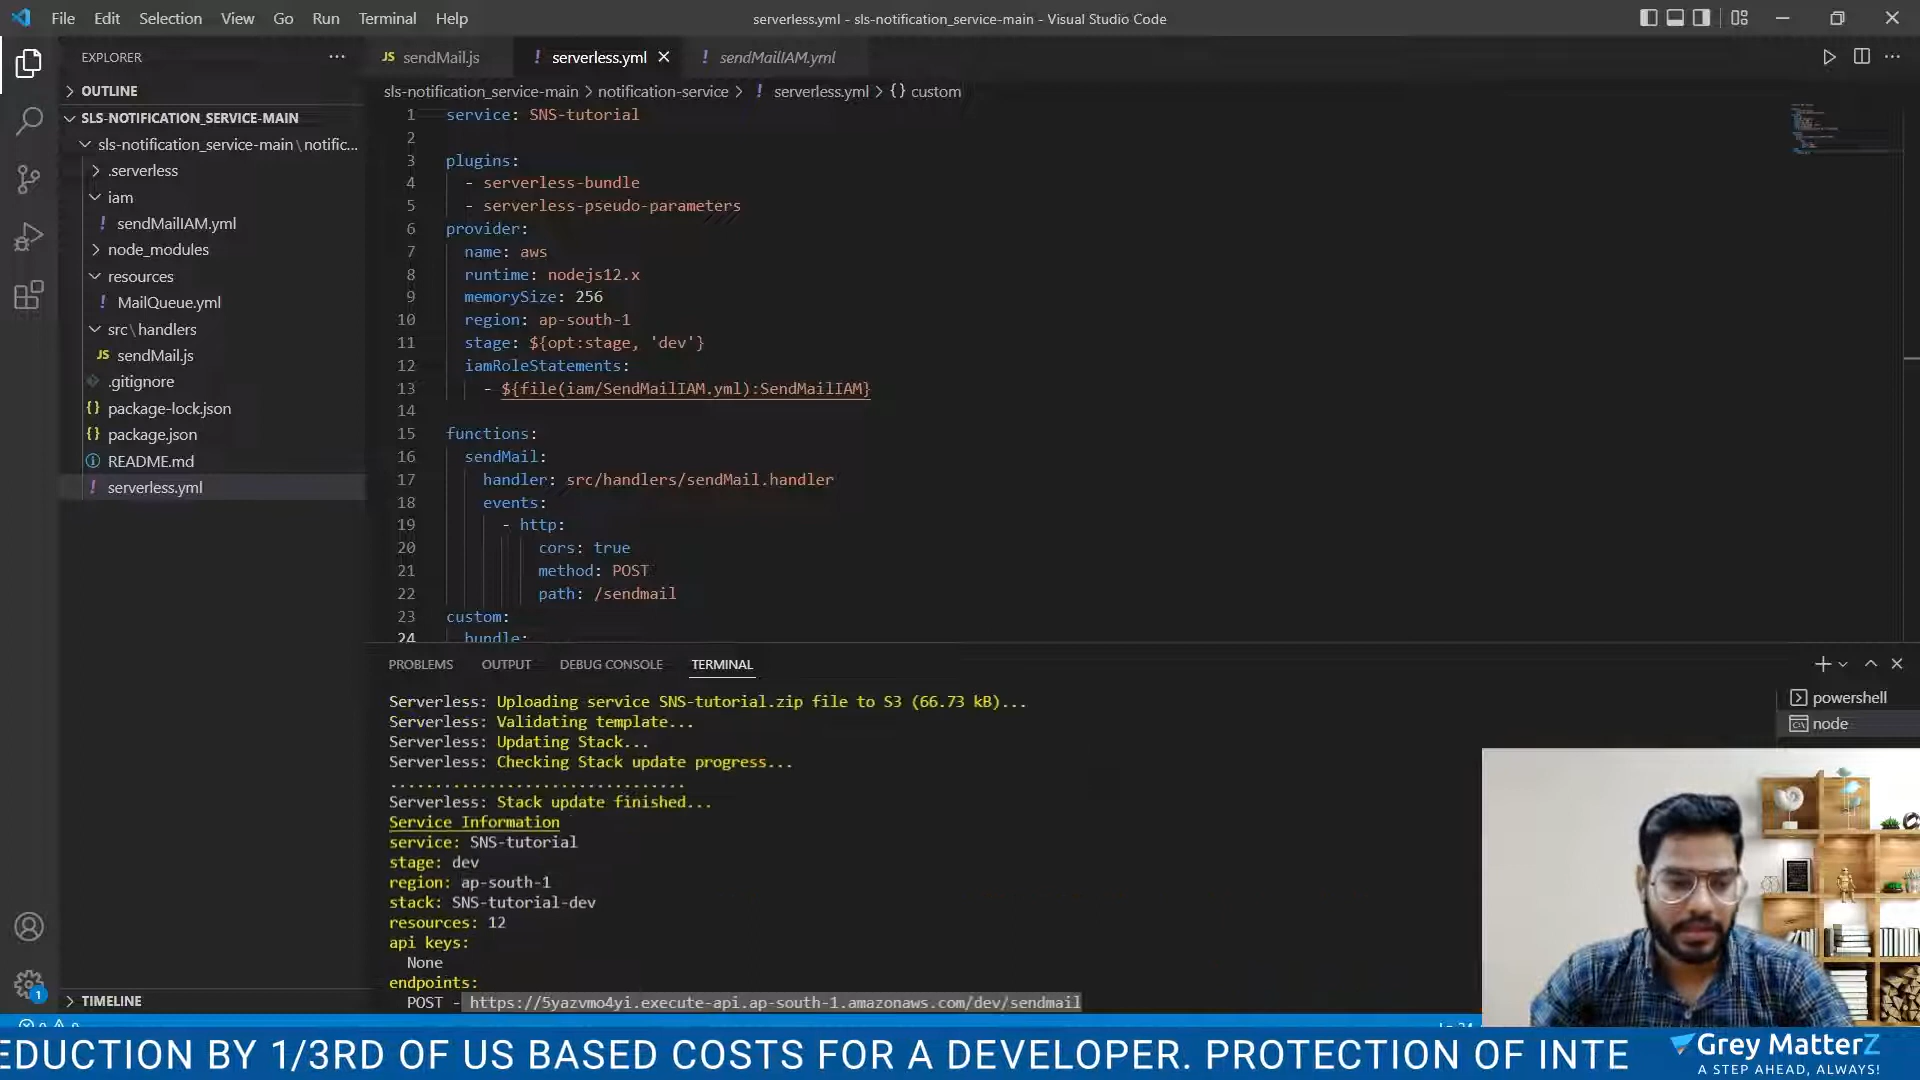 File Edit Selection View Go Run Terminal Help
serverless.yml - sls-notification_service-main - Visual Studio Code
EXPLORER
OUTLINE
SLS-NOTIFICATION_SERVICE-MAIN
sls-notification_service-main\notific...
.serverless
iam
! sendMailIAM.yml
node_modules
resources
! MailQueue.yml
src\handlers
JS sendMail.js
.gitignore
{} package-lock.json
{} package.json
README.md
! serverless.yml
TIMELINE
1
JS sendMail.js
! serverless.yml
! sendMailIAM.yml
sls-notification_service-main > notification-service > ! serverless.yml > {} custom
1 service: SNS-tutorial
2
3 plugins:
4 - serverless-bundle
5 - serverless-pseudo-parameters
6 provider:
7 name: aws
8 runtime: nodejs12.x
9 memorySize: 256
10 region: ap-south-1
11 stage: ${opt:stage, 'dev'}
12 iamRoleStatements:
13 - ${file(iam/SendMailIAM.yml):SendMailIAM}
14
15 functions:
16 sendMail:
17 handler: src/handlers/sendMail.handler
18 events:
19 - http:
20 cors: true
21 method: POST
22 path: /sendmail
23 custom:
24 bundle:
PROBLEMS OUTPUT DEBUG CONSOLE TERMINAL
powershell
node
Serverless: Uploading service SNS-tutorial.zip file to S3 (66.73 kB)...
Serverless: Validating template...
Serverless: Updating Stack...
Serverless: Checking Stack update progress...
.................................
Serverless: Stack update finished...
Service Information
service: SNS-tutorial
stage: dev
region: ap-south-1
stack: SNS-tutorial-dev
resources: 12
api keys:
None
endpoints:
POST - https://5yazvmo4yi.execute-api.ap-south-1.amazonaws.com/dev/sendmail
EDUCTION BY 1/3RD OF US BASED COSTS FOR A DEVELOPER. PROTECTION OF INTE
Grey MatterZ
A STEP AHEAD, ALWAYS!